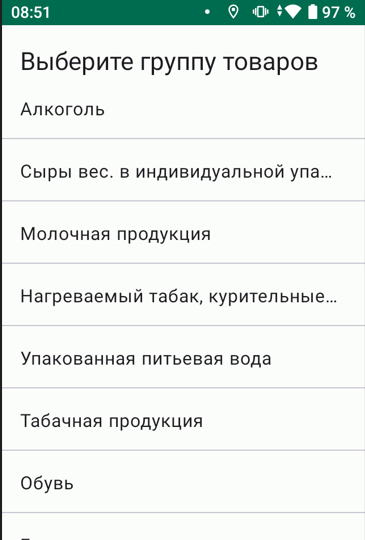 08:51 97 %
Выберите группу товаров
Алкоголь
Сыры вес. в индивидуальной упа...
Молочная продукция
Нагреваемый табак, курительные...
Упакованная питьевая вода
Табачная продукция
Обувь